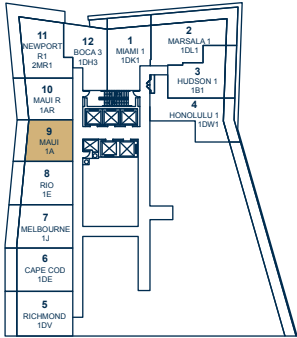 11
NEWPORT
R1
2MR1
12
BOCA 3
1DH3
1
MIAMI 1
1DK1
2
MARSALA 1
1DL1
3
HUDSON 1
1B1
4
HONOLULU 1
1DW1
10
MAUI R
1AR
9
MAUI
1A
8
RIO
1E
7
MELBOURNE
1J
6
CAPE COD
1DE
5
RICHMOND
1DV